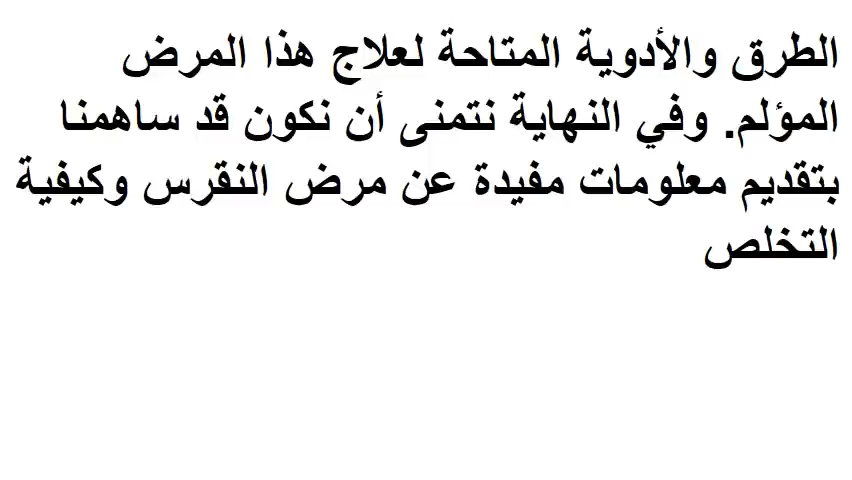 الطرق والأدوية المتاحة لعلاج هذا المرض
المؤلم. وفي النهاية نتمنى أن نكون قد ساهمنا
بتقديم معلومات مفيدة عن مرض النقرس وكيفية
التخلص